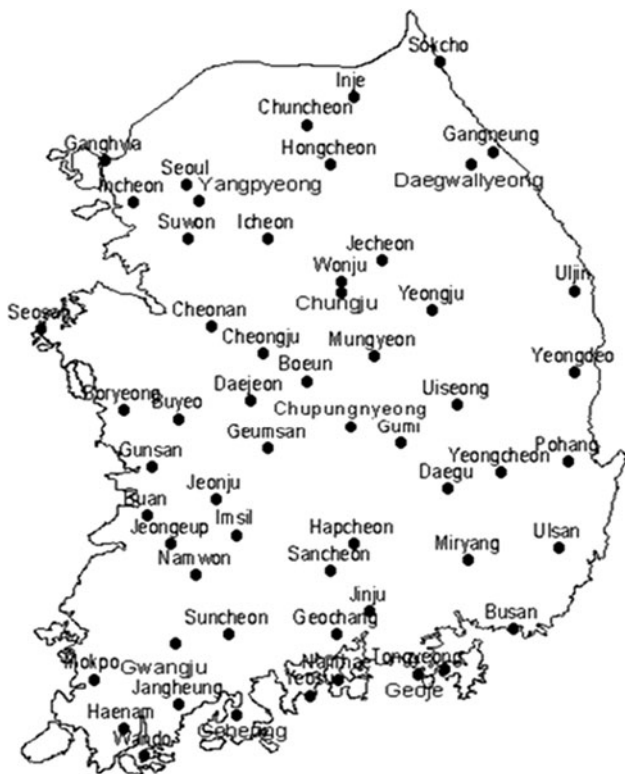 Sokcho
Inje
Chuncheon
Ganghwa
Hongcheon
Gangneung
Seoul
Yangpyeong
Daegwallyeong
Incheon
Suwon
Icheon
Jecheon
Wonju
Uljin
Chungju
Yeongju
Seosan
Cheonan
Cheongju
Mungyeon
Boeun
Yeongdeo
Boryeong
Buyeo
Daejeon
Uiseong
Chupungnyeong
Geumsan
Gumi
Gunsan
Pohang
Yeongcheon
Daegu
Jeonju
Buan
Jeongeup
Imsil
Hapcheon
Ulsan
Namwon
Sancheon
Miryang
Jinju
Suncheon
Geochang
Busan
Mokpo
Gwangju
Namhae
Tongyeong
Yeosu
Geoje
Jangheung
Haenam
Wando